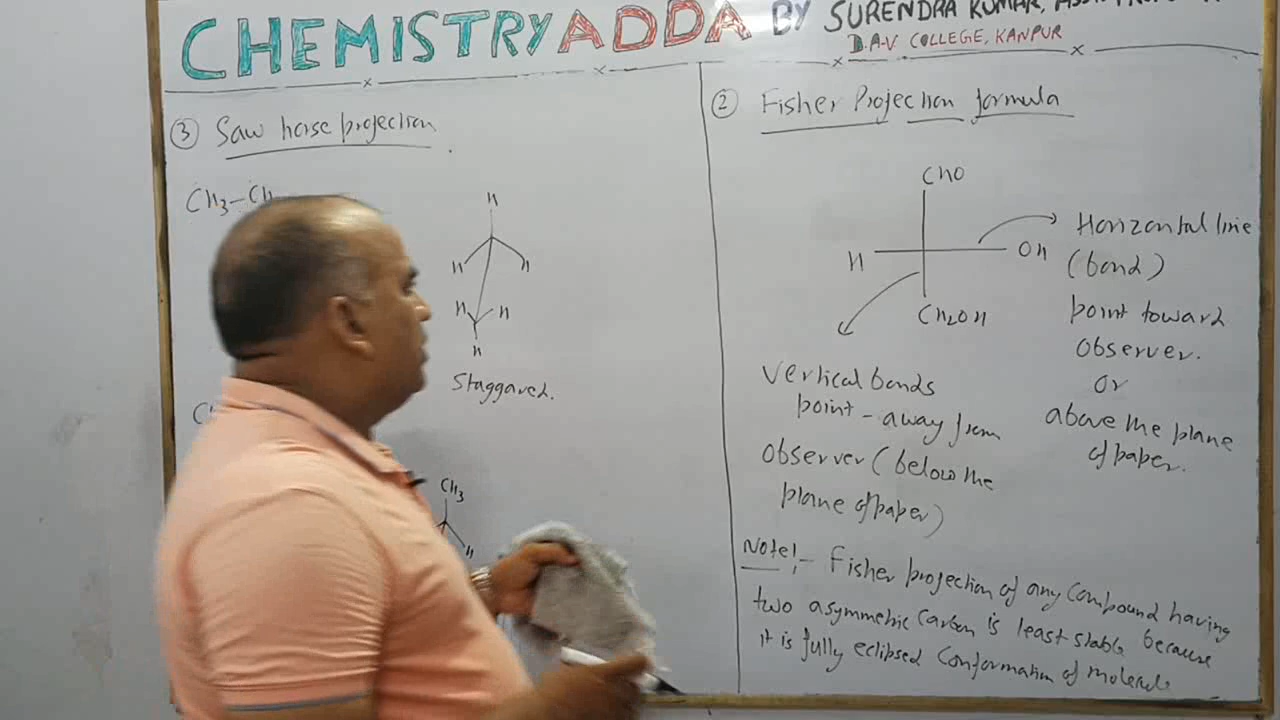 CHEMISTRY ADDA BY SURENDRA KUMAR,
D.A-V COLLEGE, KANPUR
③ Saw horse projection
CH3-CH
H
H H
H H
H
Staggared.
CH3
H
② Fisher Projection formula
CHO
H OH
CH2OH
Horizontal line
(bond)
point toward
observer.
or
above the plane
of paper.
vertical bonds
point - away from
observer (below the
plane of paper)
Note!- Fisher projection of any compound having
two asymmetric carbon is least stable because
it is fully eclipsed conformation of molecule